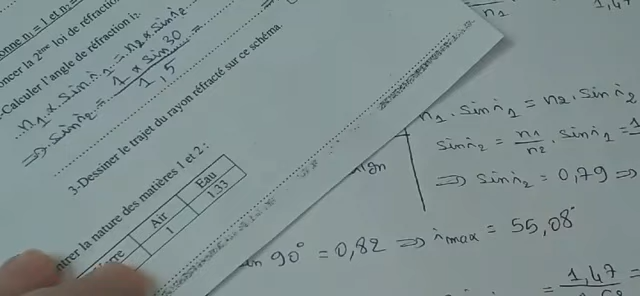 onne n₁ = 1 et n₂ =
oncer la 2ème loi de réfraction
-Calculer l'angle de réfraction i₂.
n₁ . sin i₁ = n₂ . sin i₂
⇒ sin i₂ = 1 × sin 30 / 1,5 =
3-Dessiner le trajet du rayon réfracté sur ce schéma.
ntrer la nature des matières 1 et 2 :
Air Eau
1 1.33
n₂
1,47
n₁ . sin i₁ = n₂ . sin i₂
sin i₂ = n₁/n₂ . sin i₁ = 1
⇒ sin i₂ = 0,79 ⇒
in 90° = 0,82 ⇒ i max = 55,08°
= 1,47